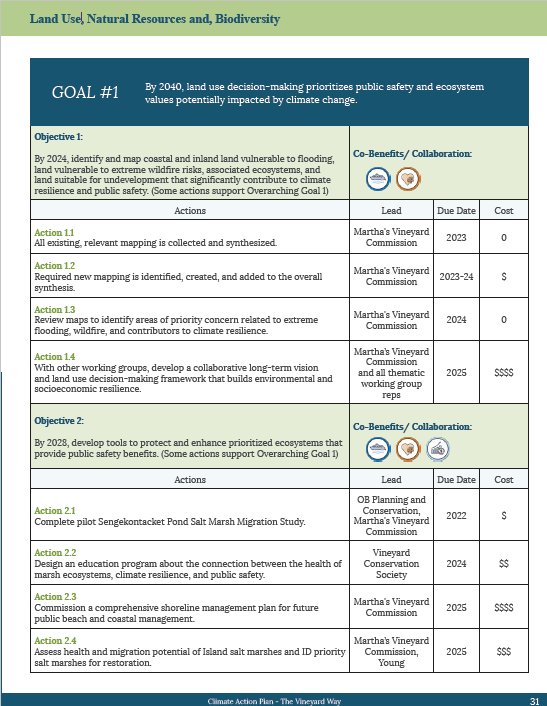 Land Use, Natural Resources and, Biodiversity
GOAL #1
By 2040, land use decision-making prioritizes public safety and ecosystem
values potentially impacted by climate change.
Objective 1:
By 2024, identify and map coastal and inland land vulnerable to flooding,
land vulnerable to extreme wildfire risks, associated ecosystems, and
land suitable for undevelopment that significantly contribute to climate
resilience and public safety. (Some actions support Overarching Goal 1)
Co-Benefits/ Collaboration:
Actions
Lead
Due Date
Cost
Action 1.1
All existing, relevant mapping is collected and synthesized.
Martha's Vineyard
Commission
2023
0
Action 1.2
Required new mapping is identified, created, and added to the overall
synthesis.
Martha's Vineyard
Commission
2023-24
$
Action 1.3
Review maps to identify areas of priority concern related to extreme
flooding, wildfire, and contributors to climate resilience.
Martha's Vineyard
Commission
2024
0
Action 1.4
With other working groups, develop a collaborative long-term vision
and land use decision-making framework that builds environmental and
socioeconomic resilience.
Martha's Vineyard
Commission
and all thematic
working group
reps
2025
$$$$
Objective 2:
By 2028, develop tools to protect and enhance prioritized ecosystems that
provide public safety benefits. (Some actions support Overarching Goal 1)
Co-Benefits/ Collaboration:
Actions
Lead
Due Date
Cost
Action 2.1
Complete pilot Sengekontacket Pond Salt Marsh Migration Study.
OB Planning and
Conservation,
Martha's Vineyard
Commission
2022
$
Action 2.2
Design an education program about the connection between the health of
marsh ecosystems, climate resilience, and public safety.
Vineyard
Conservation
Society
2024
$$
Action 2.3
Commission a comprehensive shoreline management plan for future
public beach and coastal management.
Martha's Vineyard
Commission
2025
$$$$
Action 2.4
Assess health and migration potential of Island salt marshes and ID priority
salt marshes for restoration.
Martha's Vineyard
Commission,
Young
2025
$$$
Climate Action Plan - The Vineyard Way
31